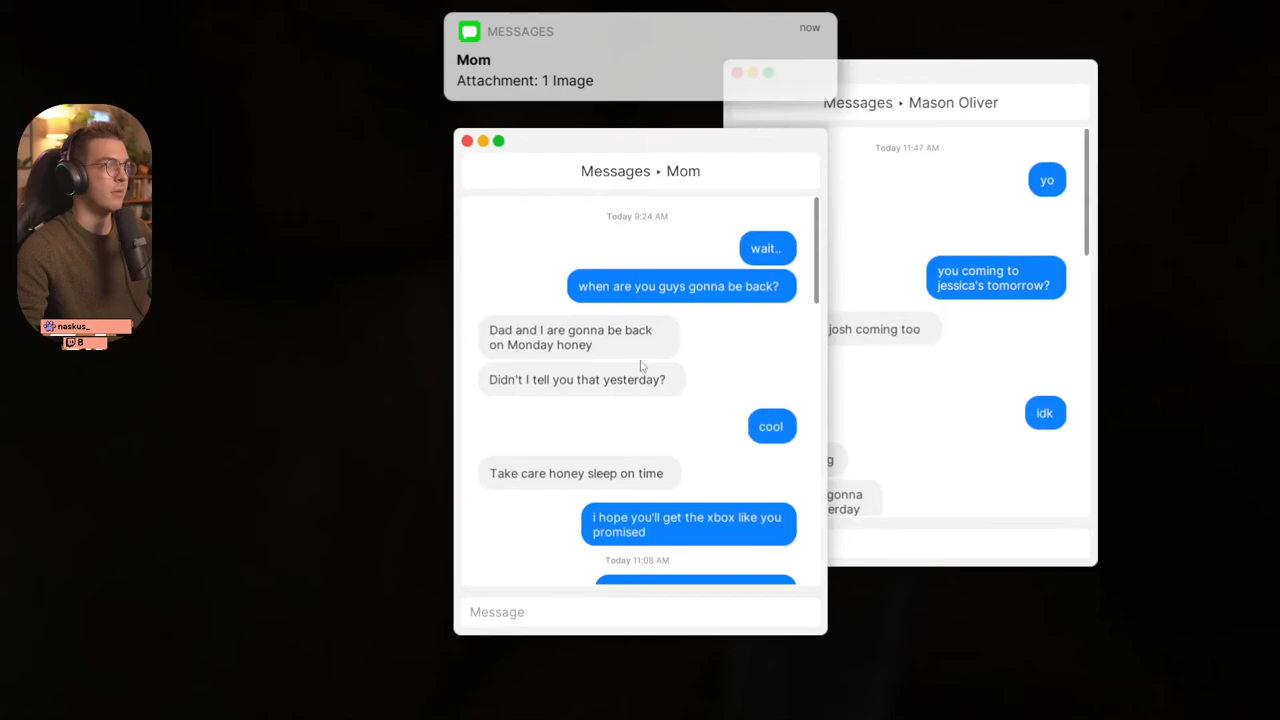 MESSAGES
now
Mom
Attachment: 1 Image
Messages ▸ Mason Oliver
Today 11:47 AM
yo
you coming to
jessica's tomorrow?
josh coming too
idk
g
gonna
erday
Messages ▸ Mom
Today 9:24 AM
wait..
when are you guys gonna be back?
Dad and I are gonna be back
on Monday honey
Didn't I tell you that yesterday?
cool
Take care honey sleep on time
i hope you'll get the xbox like you
promised
Today 11:08 AM
Message
naskus_
8